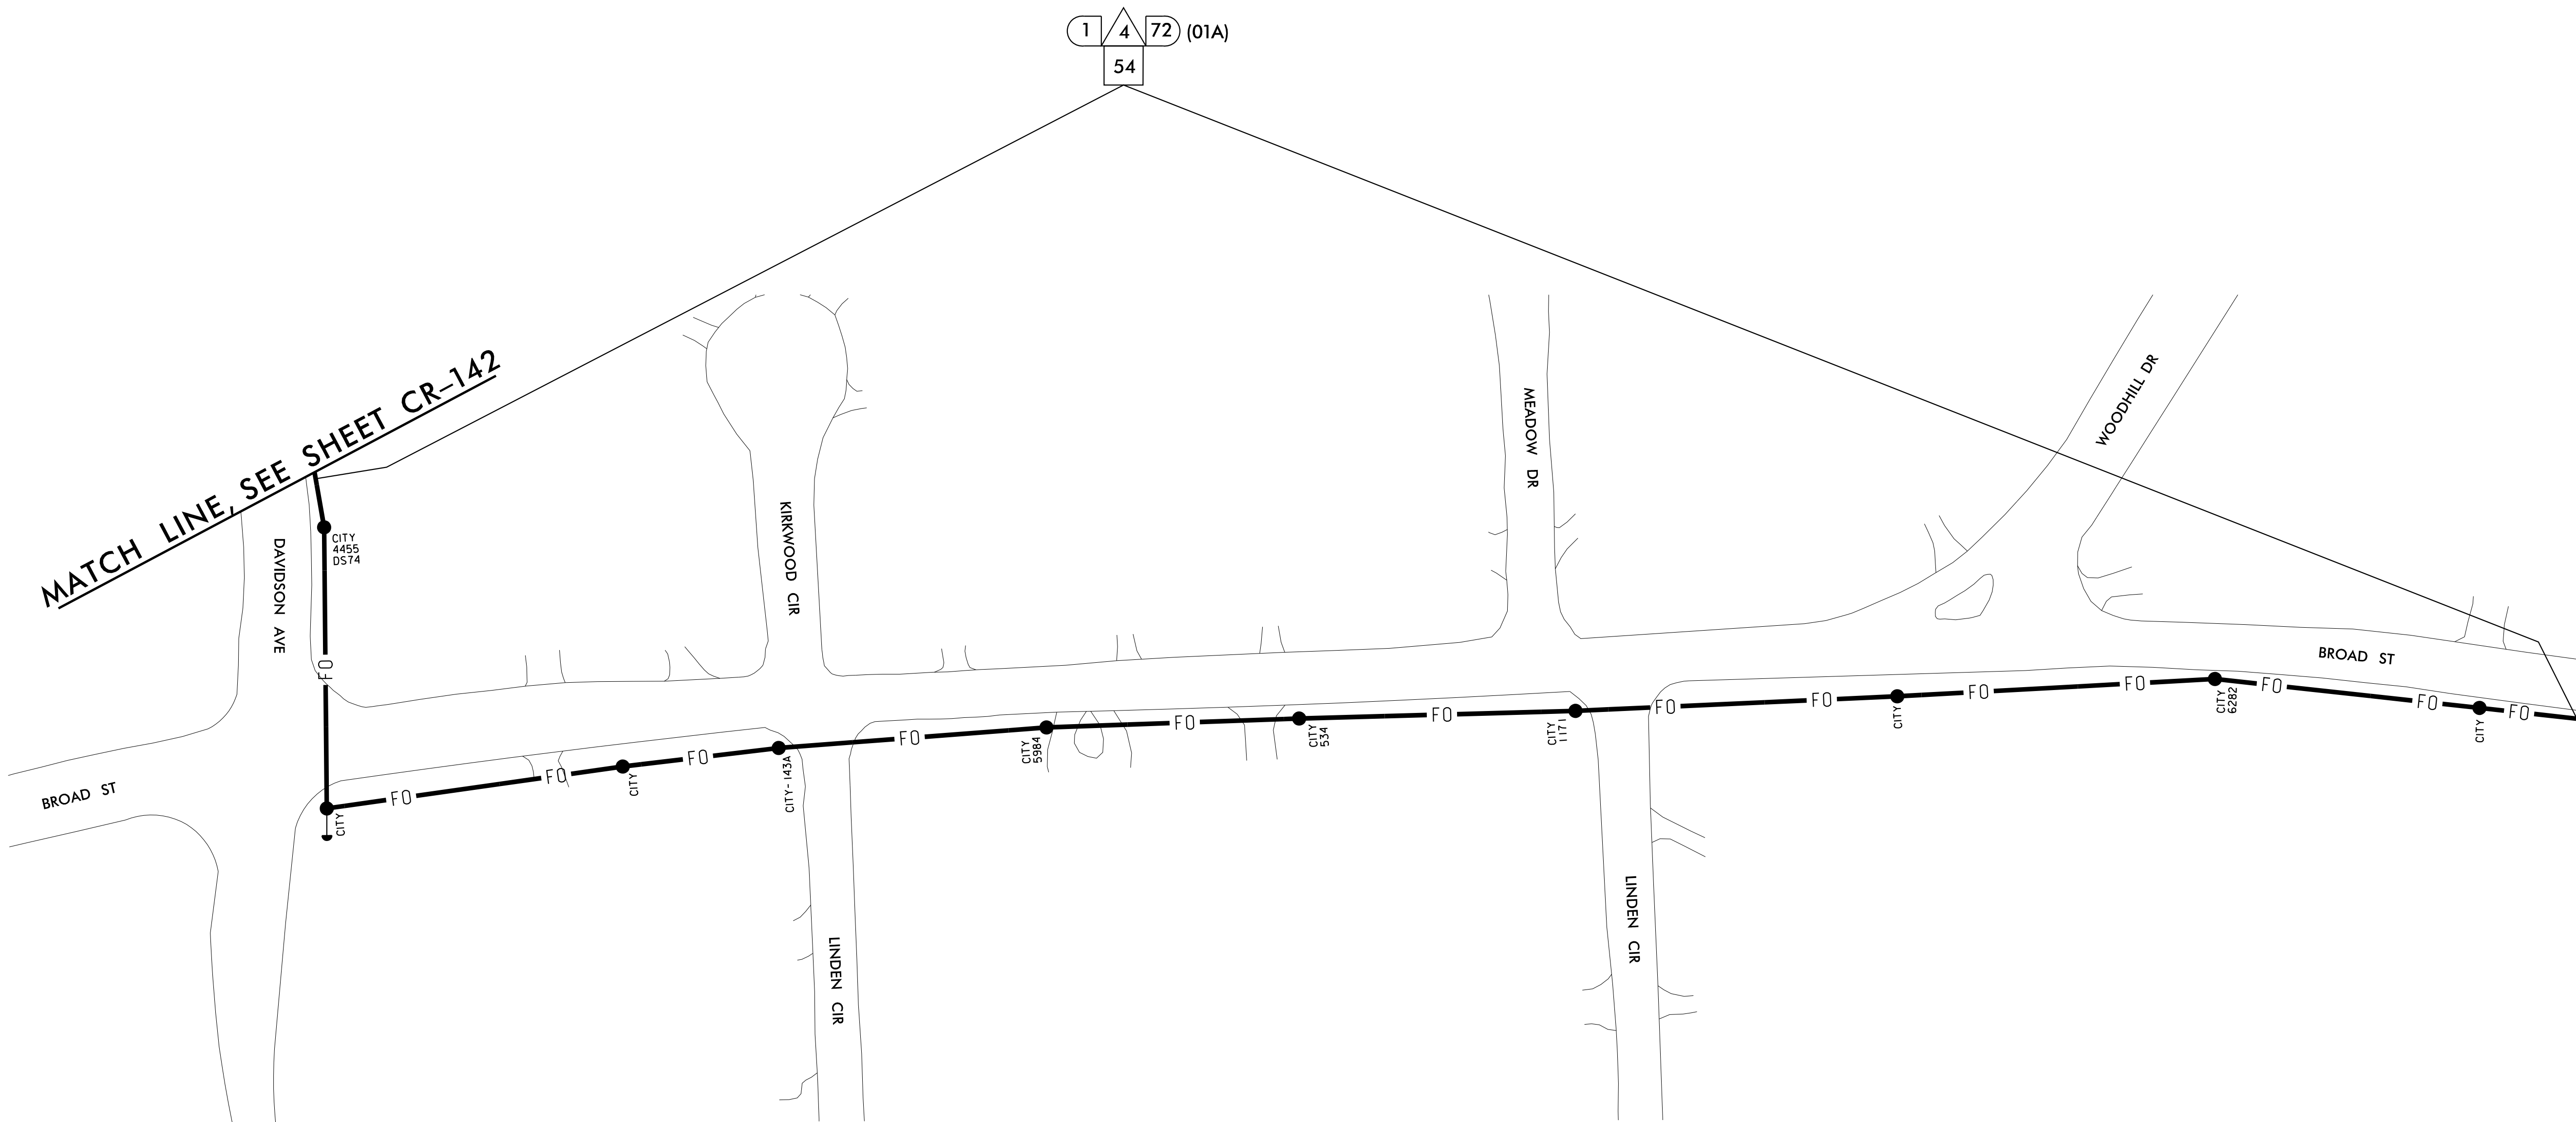 1 4 72 (01A)
54
MATCH LINE, SEE SHEET CR-142
CITY
4455
DS74
DAVIDSON AVE
KIRKWOOD CIR
MEADOW DR
WOODHILL DR
BROAD ST
BROAD ST
FO
FO
FO
FO
FO
FO
FO
FO
FO
FO
FO
FO
FO
FO
CITY
CITY
CITY-143A
CITY
5984
CITY
534
CITY
1171
CITY
CITY
6282
CITY
LINDEN CIR
LINDEN CIR